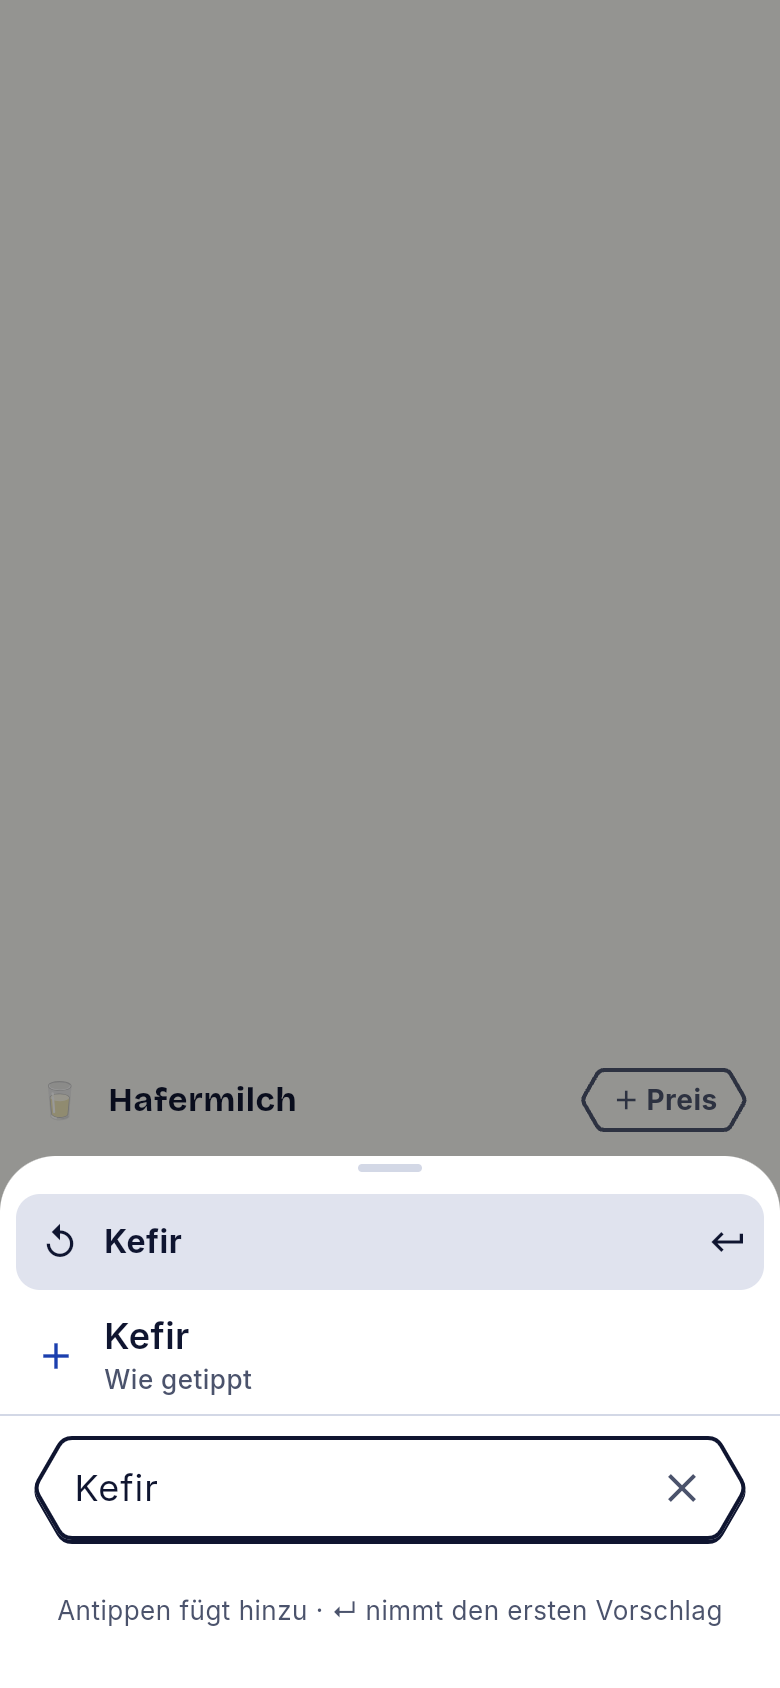 Hafermilch
+ Preis
Kefir ↵
Kefir
Wie getippt
Kefir
Antippen fügt hinzu · ↵ nimmt den ersten Vorschlag